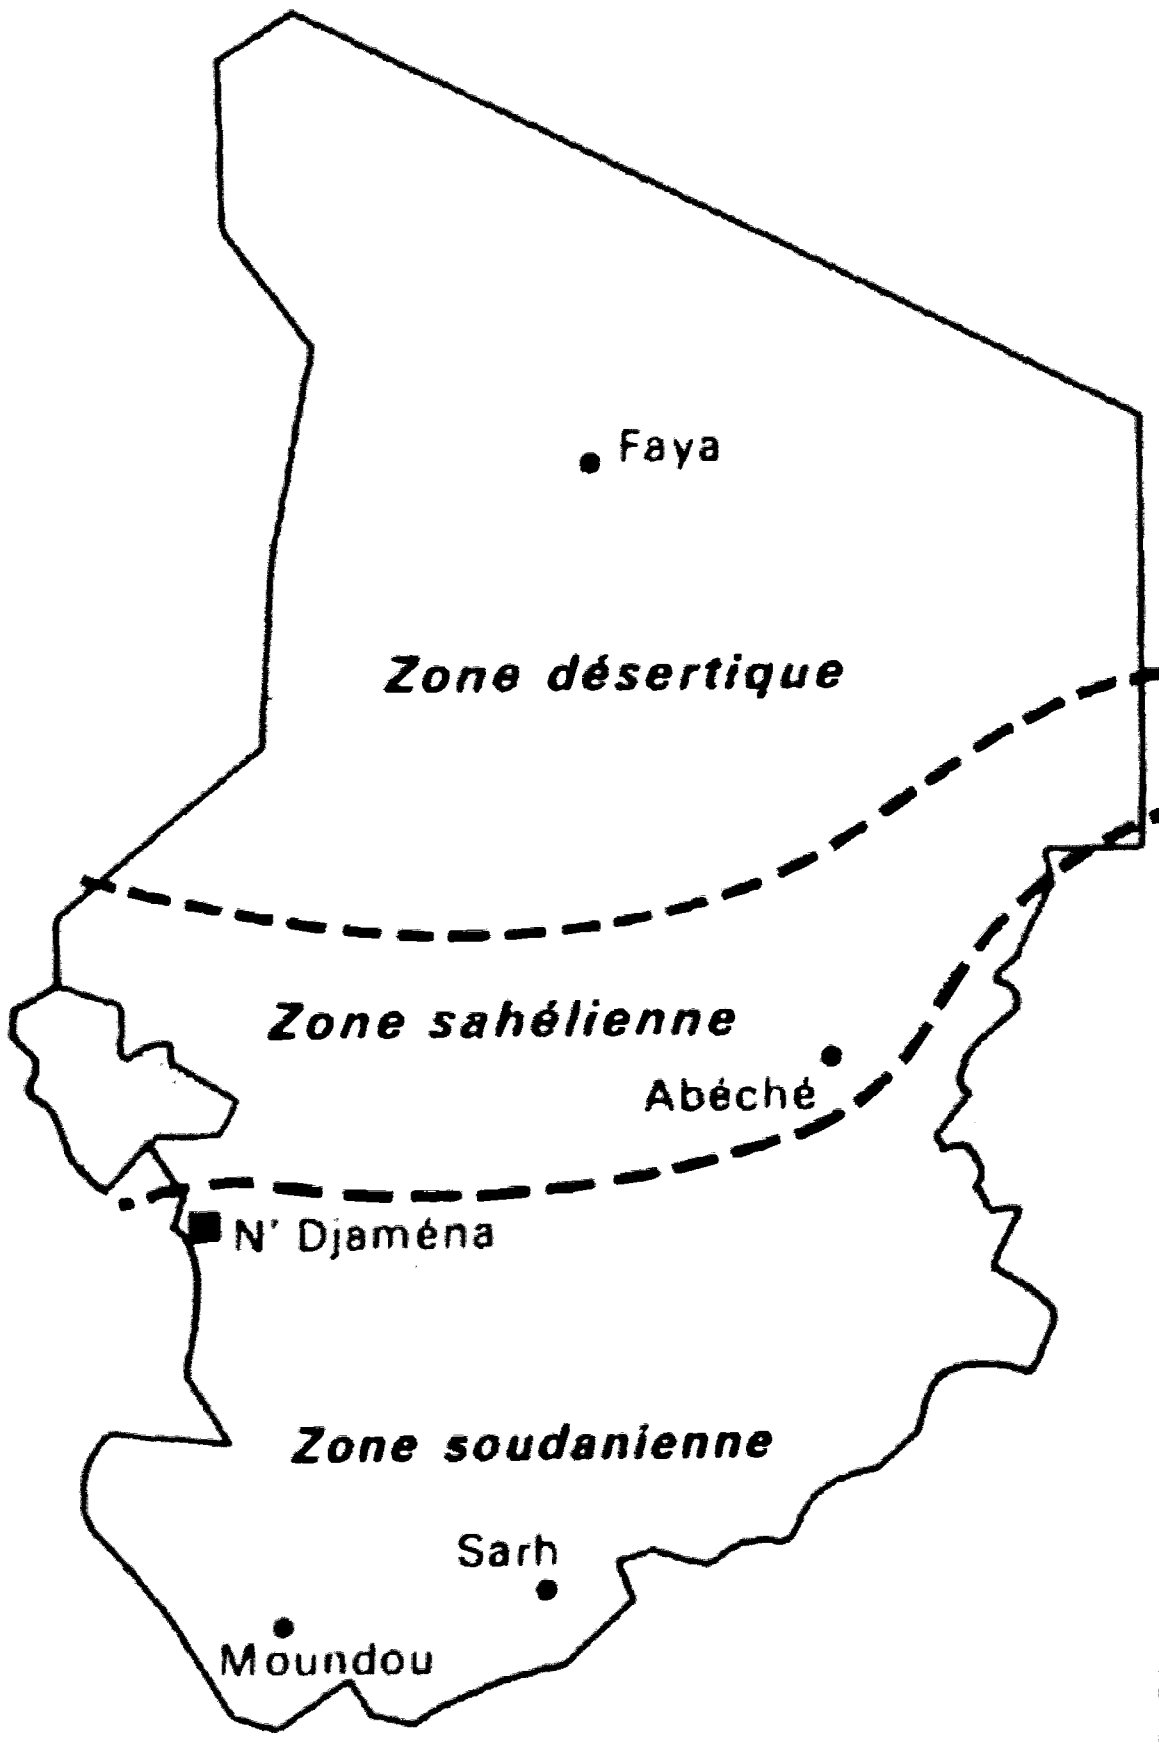 Faya
Zone désertique
Zone sahélienne
Abéché
N' Djaména
Zone soudanienne
Sarh
Moundou